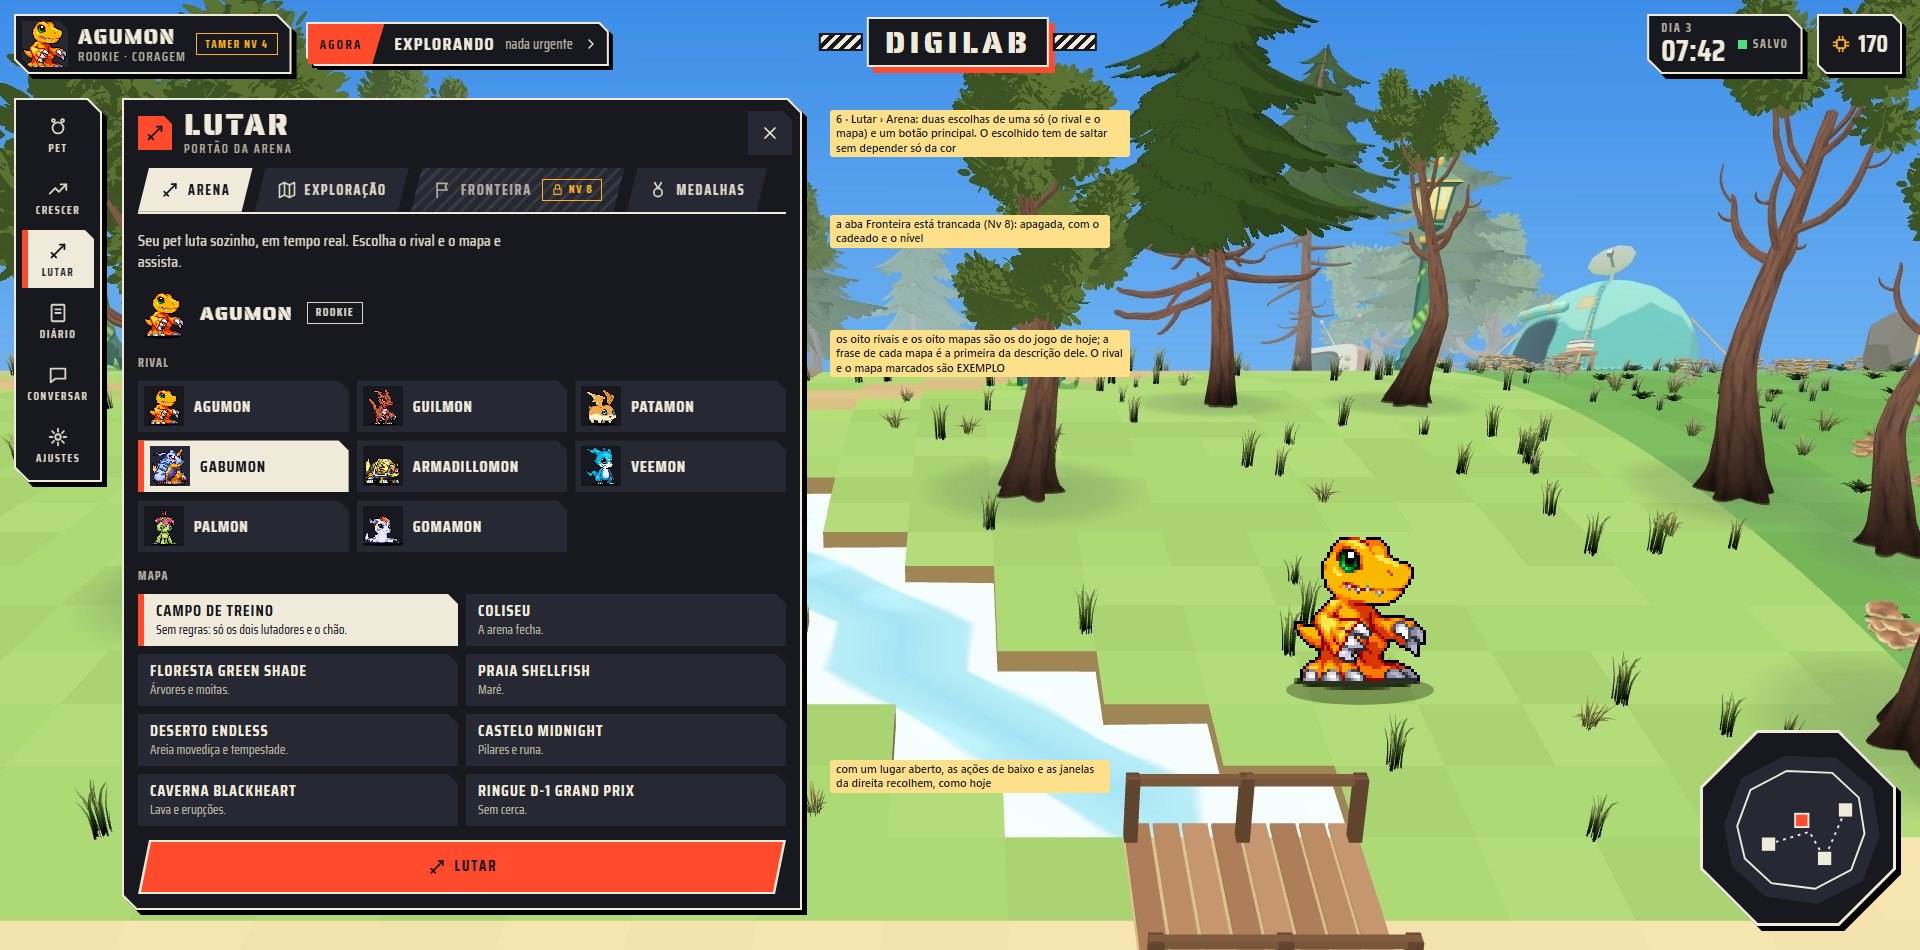 AGUMON
ROOKIE · CORAGEM
TAMER NV 4
AGORA
EXPLORANDO
nada urgente
DIGILAB
DIA 3
07:42
SALVO
170
PET
CRESCER
LUTAR
DIÁRIO
CONVERSAR
AJUSTES
LUTAR
PORTÃO DA ARENA
ARENA
EXPLORAÇÃO
FRONTEIRA
NV 8
MEDALHAS
Seu pet luta sozinho, em tempo real. Escolha o rival e o mapa e
assista.
AGUMON
ROOKIE
RIVAL
AGUMON
GUILMON
PATAMON
GABUMON
ARMADILLOMON
VEEMON
PALMON
GOMAMON
MAPA
CAMPO DE TREINO
Sem regras: só os dois lutadores e o chão.
COLISEU
A arena fecha.
FLORESTA GREEN SHADE
Árvores e moitas.
PRAIA SHELLFISH
Maré.
DESERTO ENDLESS
Areia movediça e tempestade.
CASTELO MIDNIGHT
Pilares e runa.
CAVERNA BLACKHEART
Lava e erupções.
RINGUE D-1 GRAND PRIX
Sem cerca.
LUTAR
6 · Lutar › Arena: duas escolhas de uma só (o rival e o
mapa) e um botão principal. O escolhido tem de saltar
sem depender só da cor
a aba Fronteira está trancada (Nv 8): apagada, com o
cadeado e o nível
os oito rivais e os oito mapas são os do jogo de hoje; a
frase de cada mapa é a primeira da descrição dele. O rival
e o mapa marcados são EXEMPLO
com um lugar aberto, as ações de baixo e as janelas
da direita recolhem, como hoje